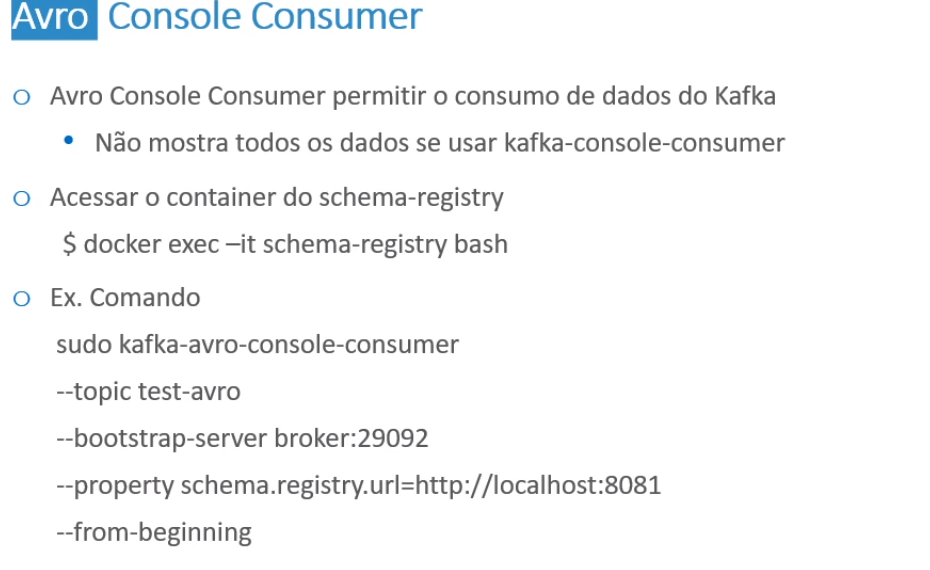 Avro Console Consumer
Avro Console Consumer permitir o consumo de dados do Kafka
Não mostra todos os dados se usar kafka-console-consumer
Acessar o container do schema-registry
$ docker exec –it schema-registry bash
Ex. Comando
sudo kafka-avro-console-consumer
--topic test-avro
--bootstrap-server broker:29092
--property schema.registry.url=http://localhost:8081
--from-beginning